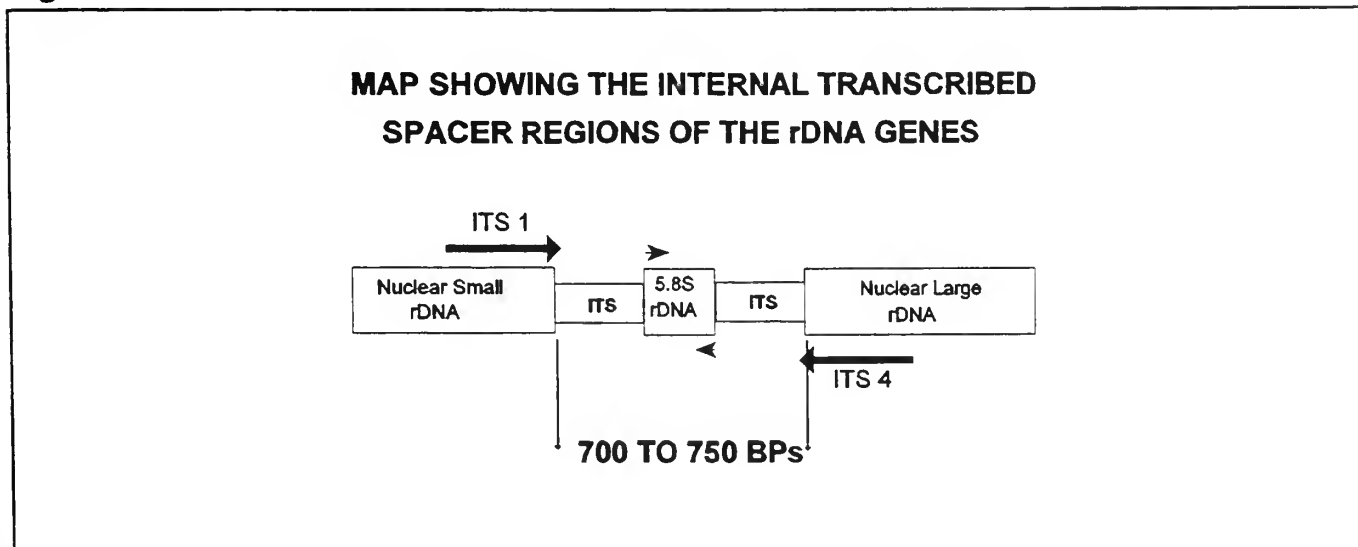 MAP SHOWING THE INTERNAL TRANSCRIBED
SPACER REGIONS OF THE rDNA GENES
ITS 1
Nuclear Small
rDNA
ITS
5.8S
rDNA
ITS
Nuclear Large
rDNA
ITS 4
700 TO 750 BPs